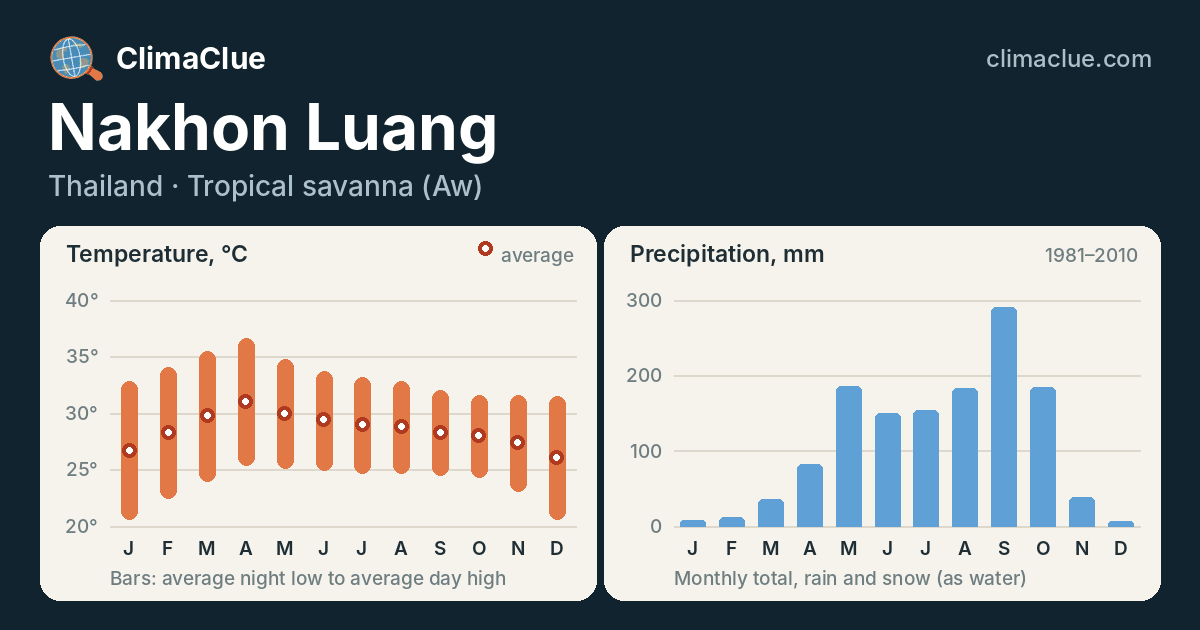 ClimaClue
climaclue.com
Nakhon Luang
Thailand · Tropical savanna (Aw)
Temperature, °C
average
40°
35°
30°
25°
20°
J F M A M J J A S O N D
Bars: average night low to average day high
Precipitation, mm
1981–2010
300
200
100
0
J F M A M J J A S O N D
Monthly total, rain and snow (as water)